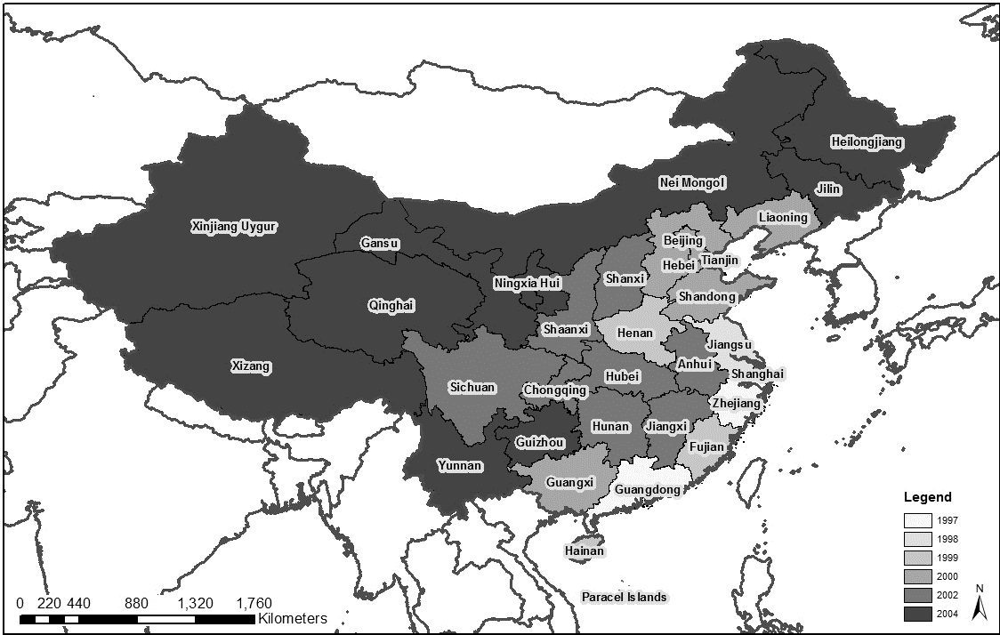 Heilongjiang
Nei Mongol
Jilin
Xinjiang Uygur
Liaoning
Gansu
Beijing
Tianjin
Hebei
Ningxia Hui
Shanxi
Shandong
Qinghai
Shaanxi
Henan
Jiangsu
Xizang
Anhui
Shanghai
Hubei
Sichuan
Chongqing
Zhejiang
Hunan
Jiangxi
Guizhou
Fujian
Yunnan
Guangxi
Guangdong
Hainan
Paracel Islands
Legend
1997
1998
1999
2000
2002
2004
N
0 220 440 880 1,320 1,760
Kilometers